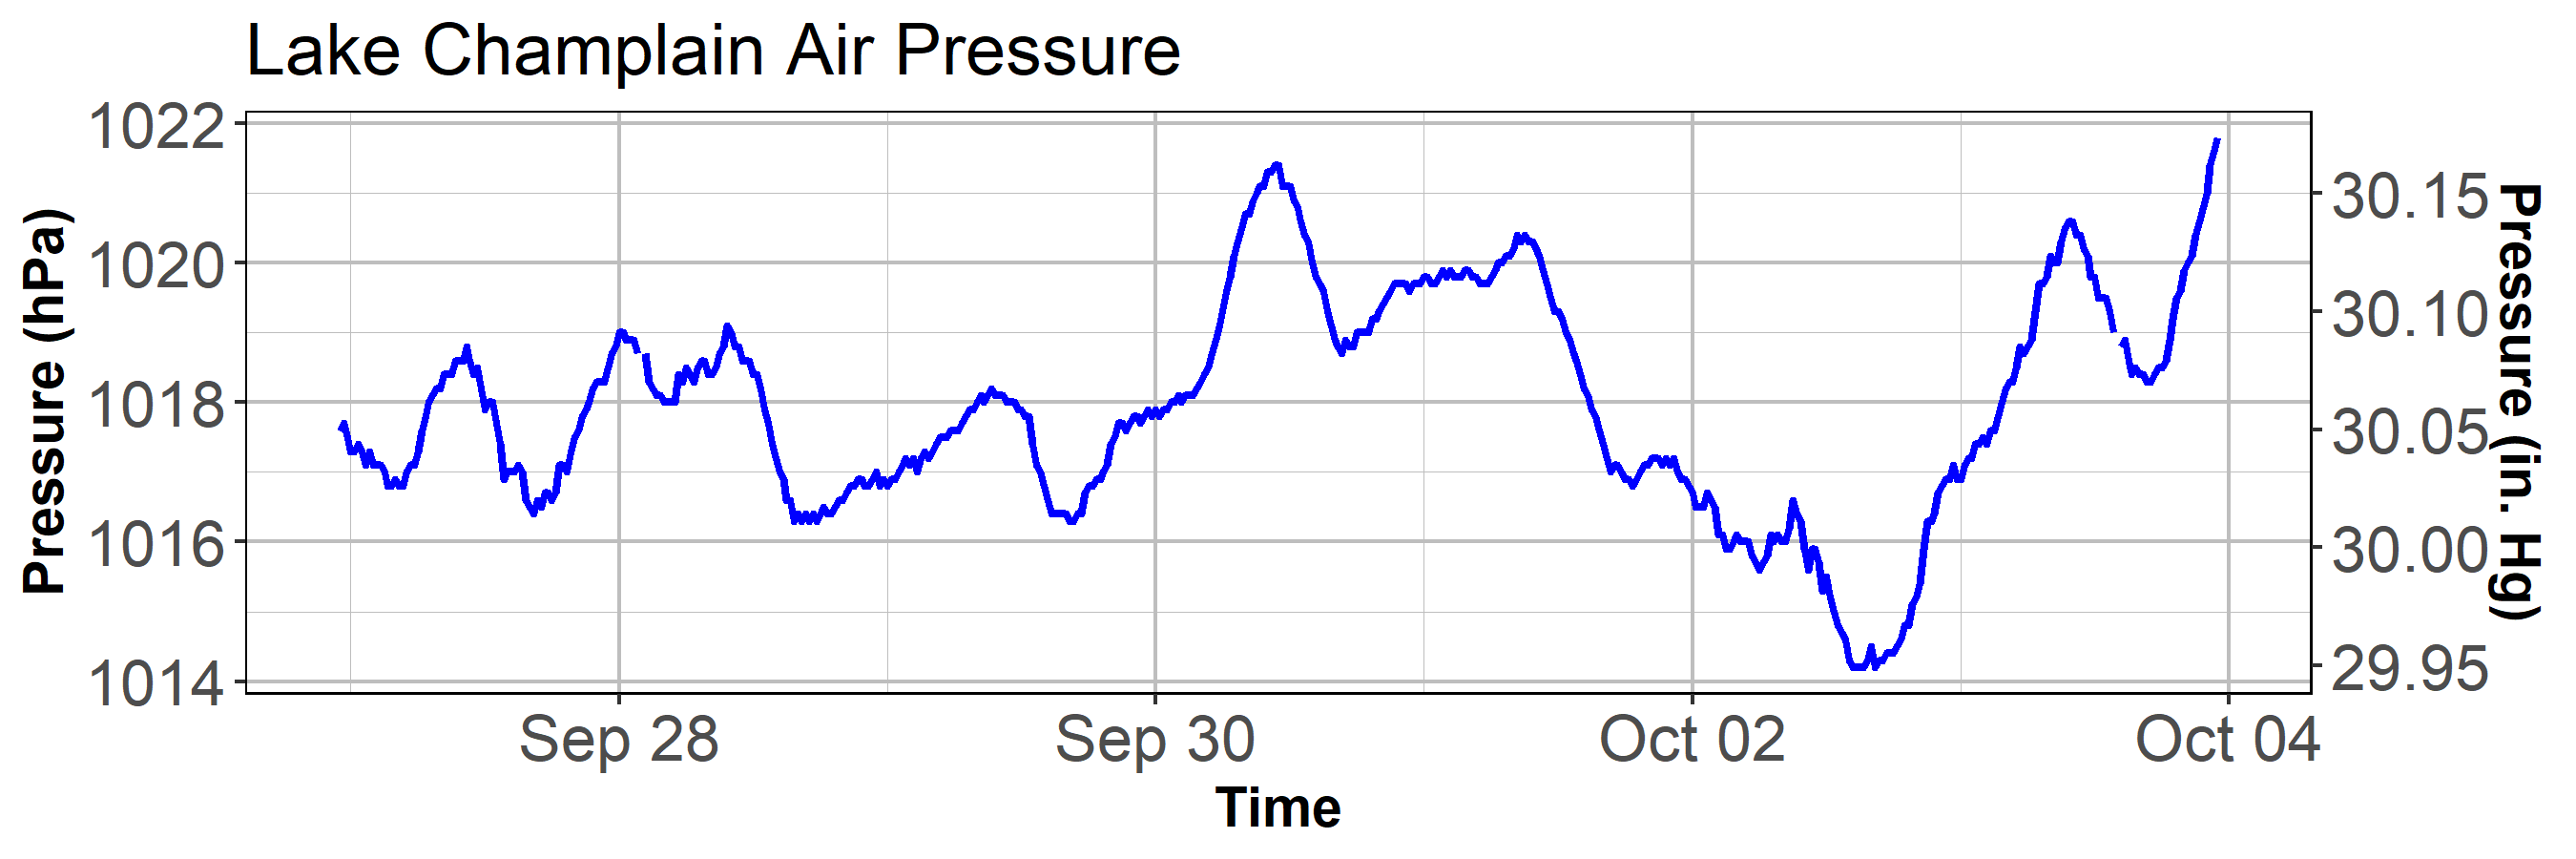 Lake Champlain Air Pressure
1022
1020
1018
1016
1014
Pressure (hPa)
30.15
30.10
30.05
30.00
29.95
Pressure (in. Hg)
Sep 28
Sep 30
Oct 02
Oct 04
Time